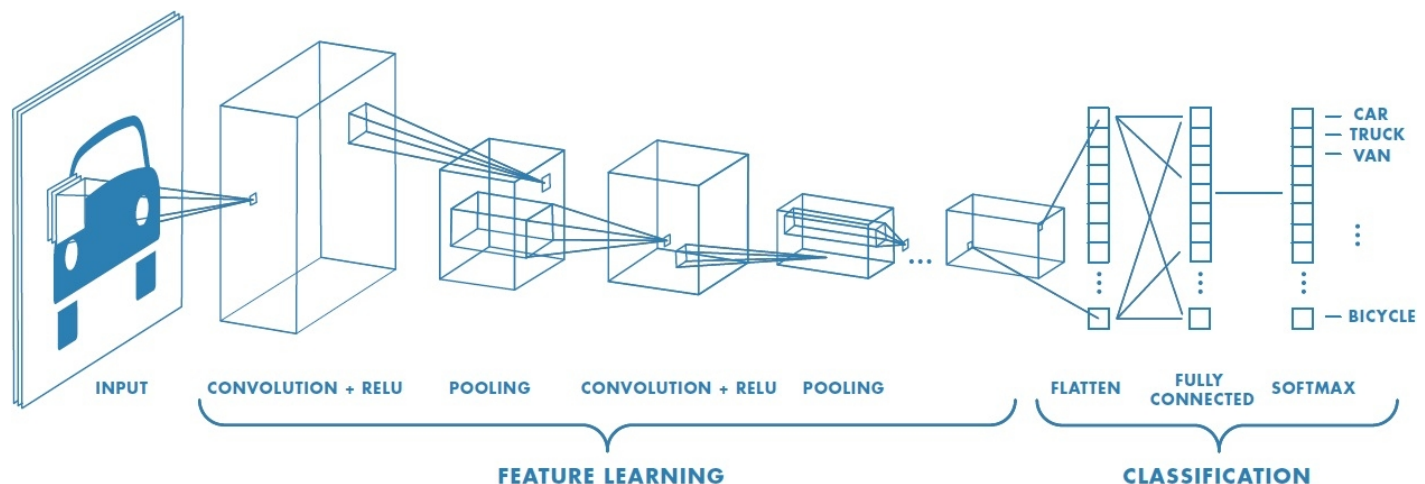 CAR
TRUCK
VAN
BICYCLE
INPUT
CONVOLUTION + RELU
POOLING
CONVOLUTION + RELU
POOLING
FLATTEN
FULLY
CONNECTED
SOFTMAX
FEATURE LEARNING
CLASSIFICATION